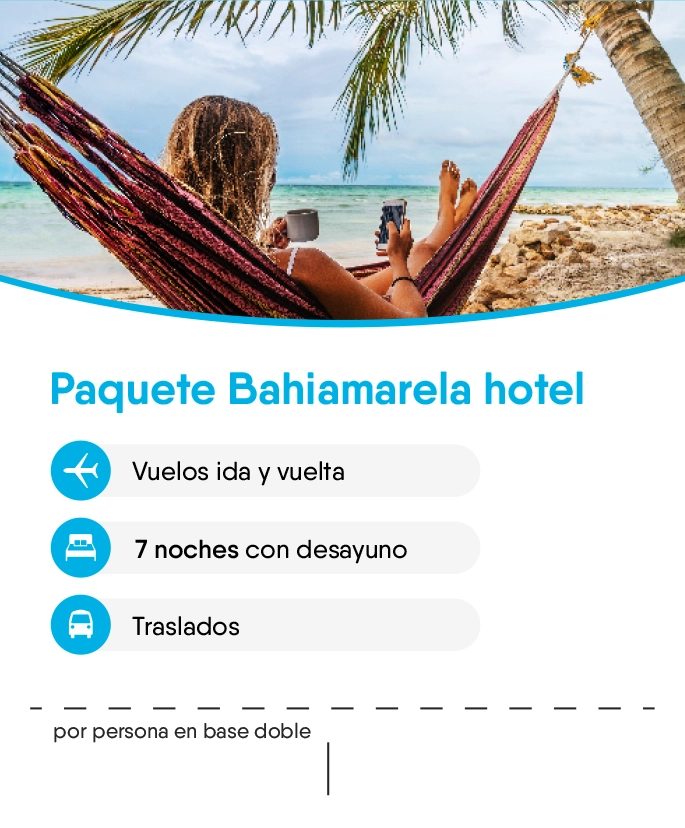 Paquete Bahiamarela hotel
Vuelos ida y vuelta
7 noches con desayuno
Traslados
por persona en base doble